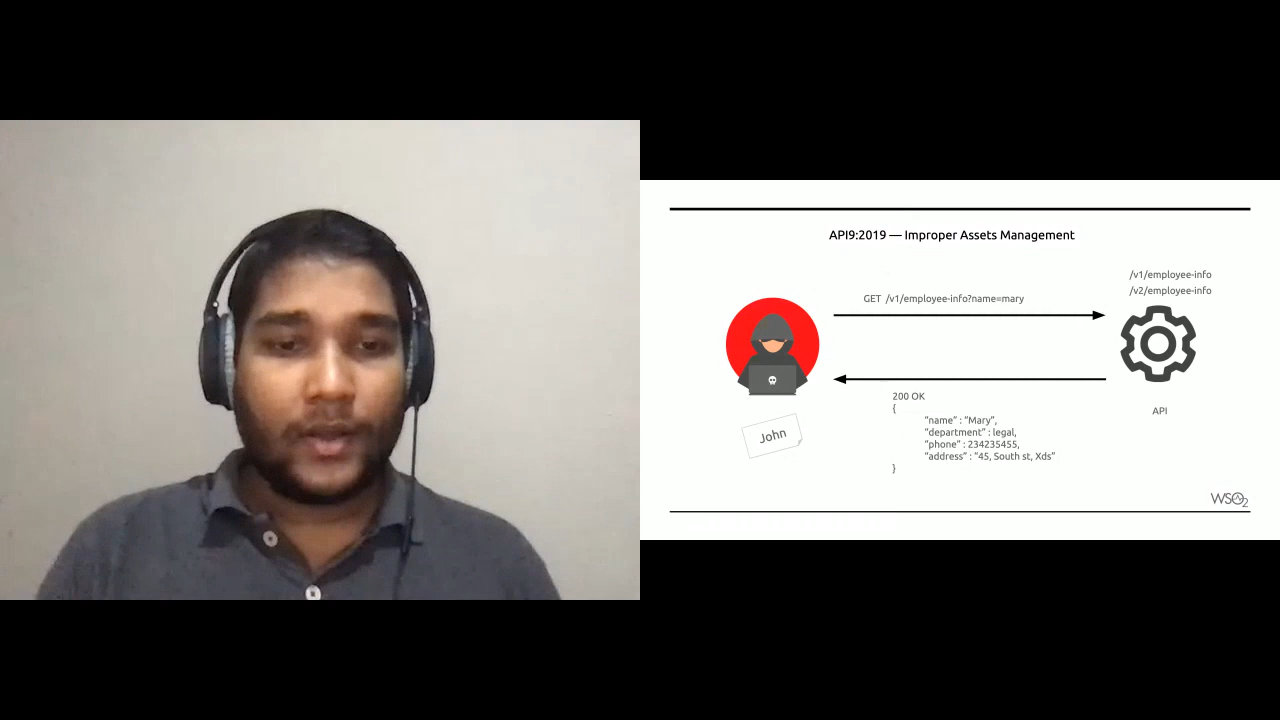 API9:2019 — Improper Assets Management
/v1/employee-info
/v2/employee-info
GET /v1/employee-info?name=mary
200 OK
{
"name" : "Mary",
"department" : legal,
"phone" : 234235455,
"address" : "45, South st, Xds"
}
API
John
WSO2